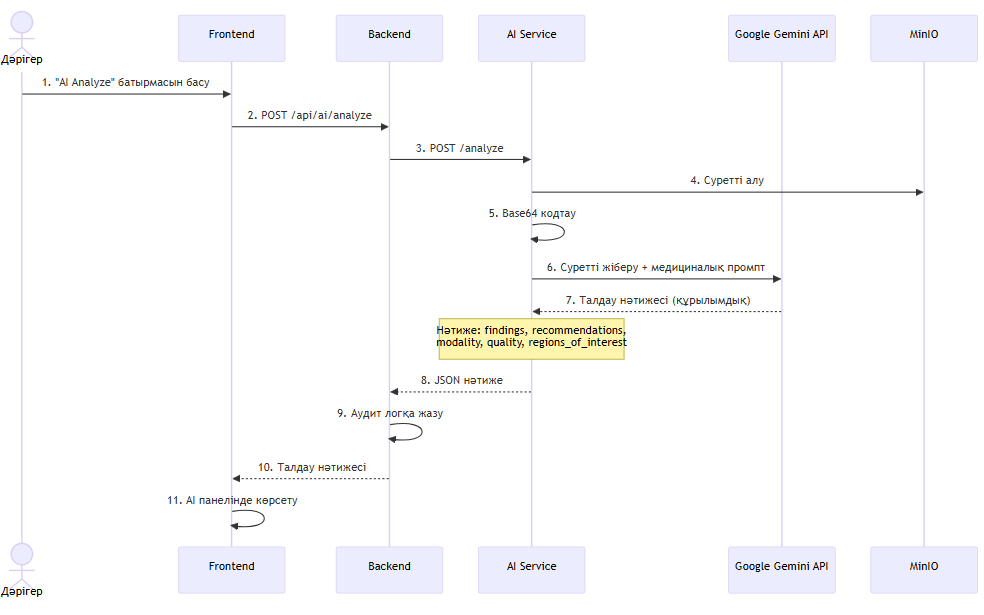 Дәрігер
Frontend
Backend
AI Service
Google Gemini API
MinIO
1. "AI Analyze" батырмасын басу
2. POST /api/ai/analyze
3. POST /analyze
4. Суретті алу
5. Base64 кодтау
6. Суретті жіберу + медициналық промпт
7. Талдау нәтижесі (құрылымдық)
Нәтиже: findings, recommendations,
modality, quality, regions_of_interest
8. JSON нәтиже
9. Аудит логқа жазу
10. Талдау нәтижесі
11. AI панелінде көрсету
Дәрігер
Frontend
Backend
AI Service
Google Gemini API
MinIO